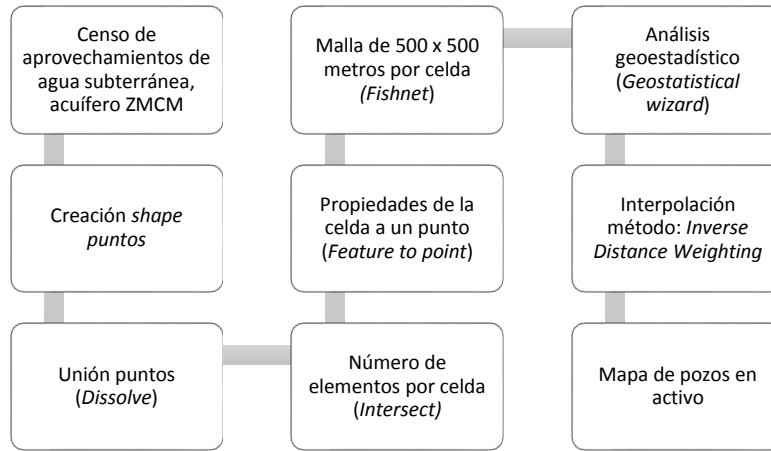 Censo de
aprovechamientos de
agua subterránea,
acuífero ZMCM
Creación shape
puntos
Unión puntos
(Dissolve)
Número de
elementos por celda
(Intersect)
Propiedades de la
celda a un punto
(Feature to point)
Malla de 500 x 500
metros por celda
(Fishnet)
Análisis
geoestadístico
(Geostatistical
wizard)
Interpolación
método: Inverse
Distance Weighting
Mapa de pozos en
activo